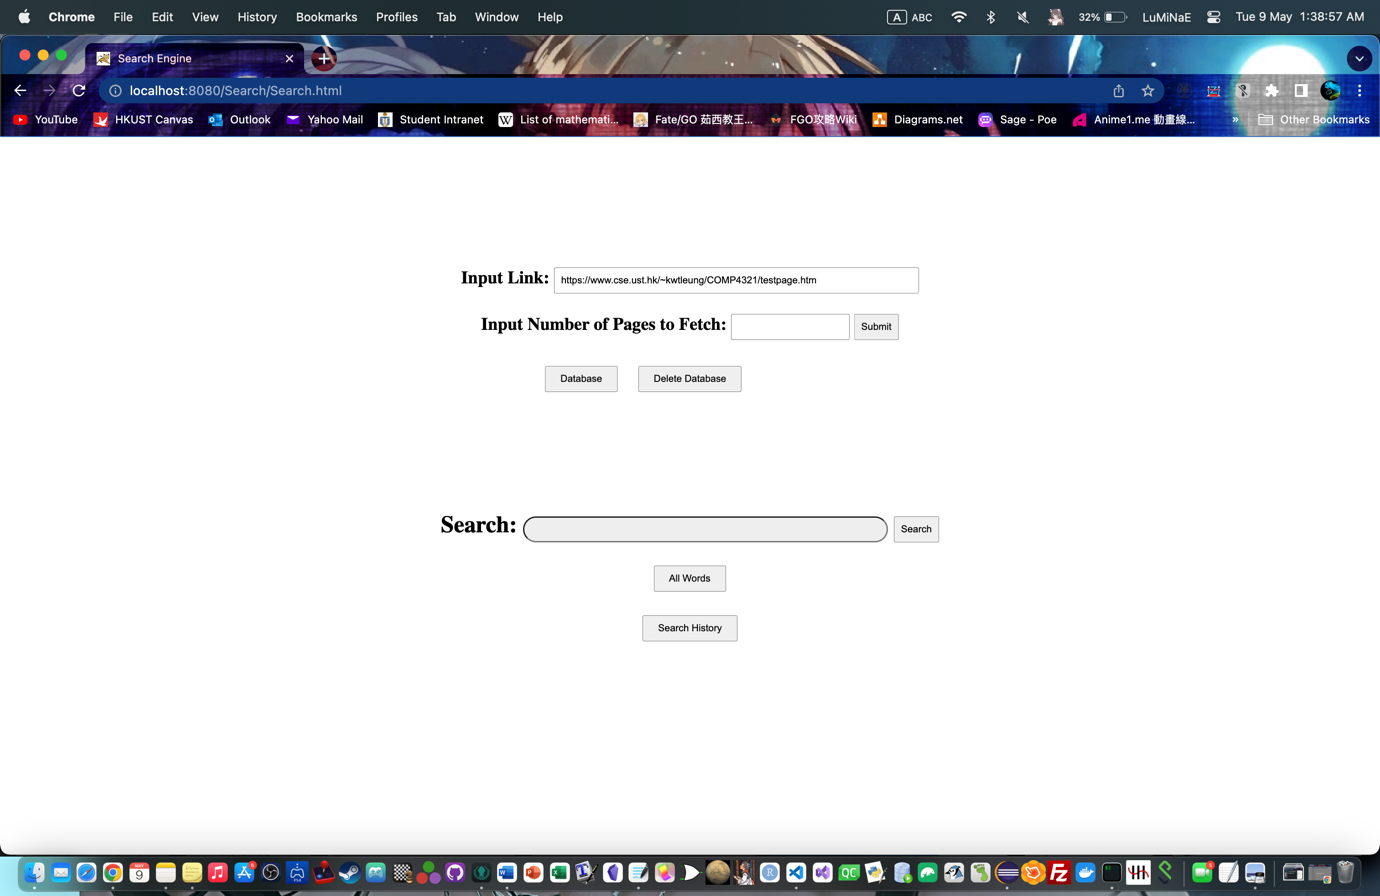 Chrome File Edit View History Bookmarks Profiles Tab Window Help A ABC 32% LuMiNaE Tue 9 May 1:38:57 AM
Search Engine
localhost:8080/Search/Search.html
YouTube HKUST Canvas Outlook Yahoo Mail Student Intranet W List of mathemati... Fate/GO 茹西教王... FGO攻略Wiki Diagrams.net Sage - Poe Anime1.me 動畫線... » Other Bookmarks
Input Link: https://www.cse.ust.hk/~kwtleung/COMP4321/testpage.htm
Input Number of Pages to Fetch: Submit
Database Delete Database
Search: Search
All Words
Search History